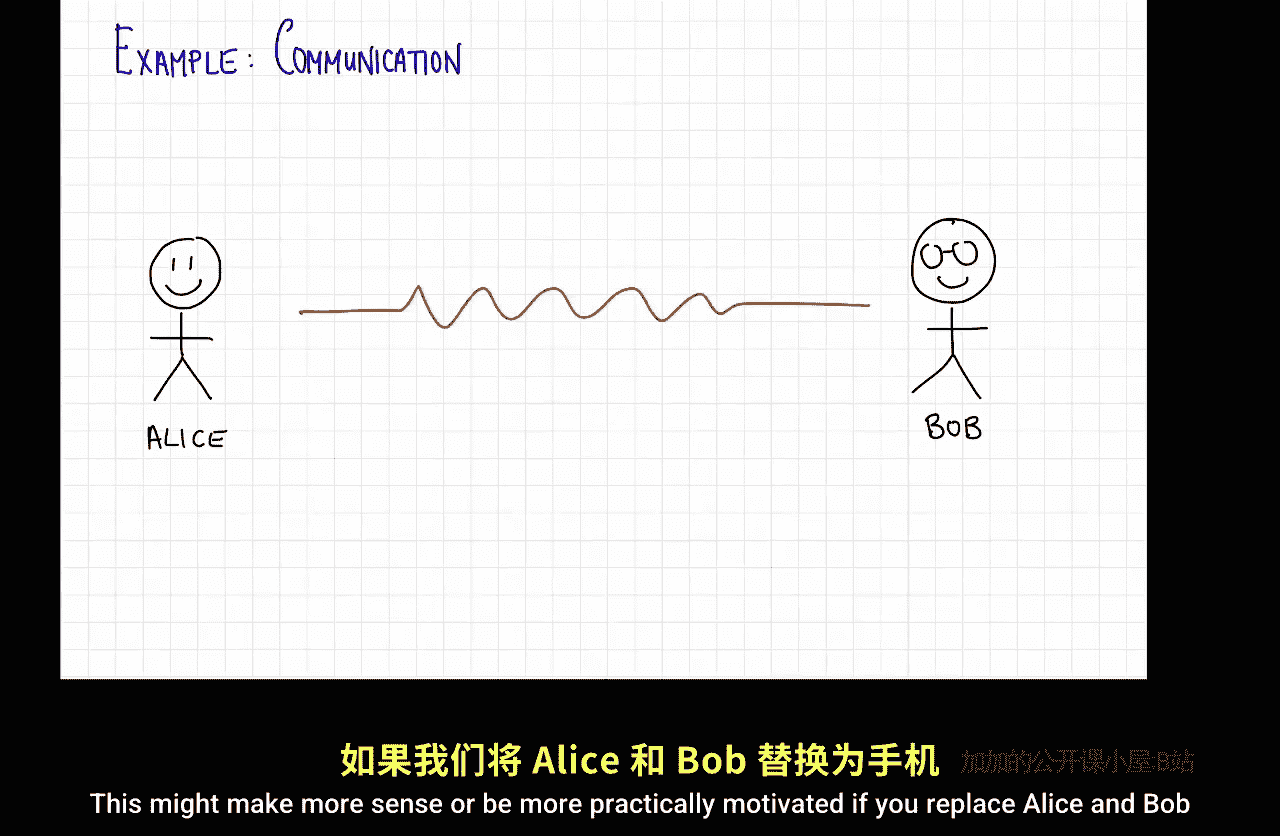 EXAMPLE: COMMUNICATION
ALICE
BOB
如果我们将 Alice 和 Bob 替换为手机
加加的公开课小屋:B站
This might make more sense or be more practically motivated if you replace Alice and Bob